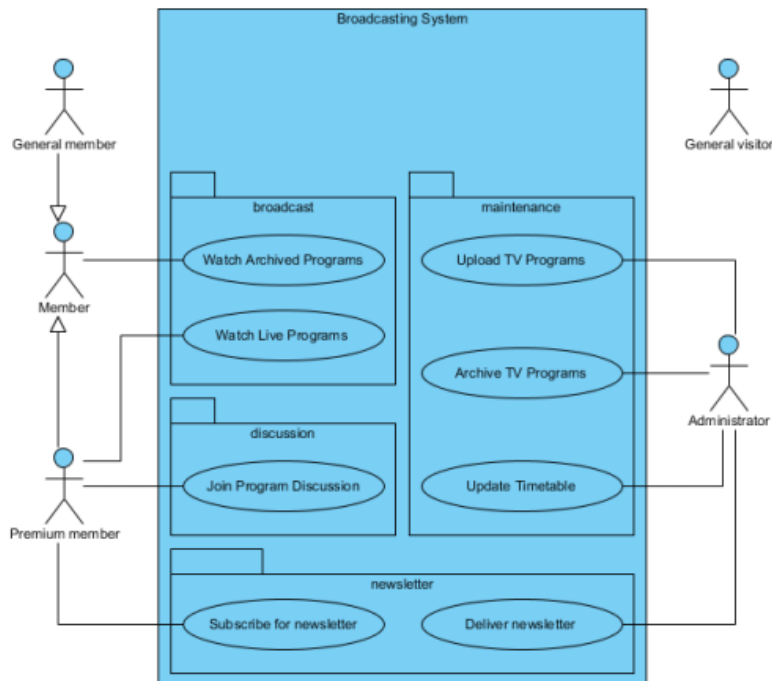 Broadcasting System
General member
General visitor
broadcast
maintenance
Watch Archived Programs
Upload TV Programs
Member
Watch Live Programs
Archive TV Programs
Administrator
discussion
Join Program Discussion
Update Timetable
Premium member
newsletter
Subscribe for newsletter
Deliver newsletter